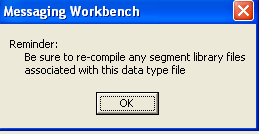 Messaging Workbench
Reminder:
Be sure to re-compile any segment library files
associated with this data type file
OK